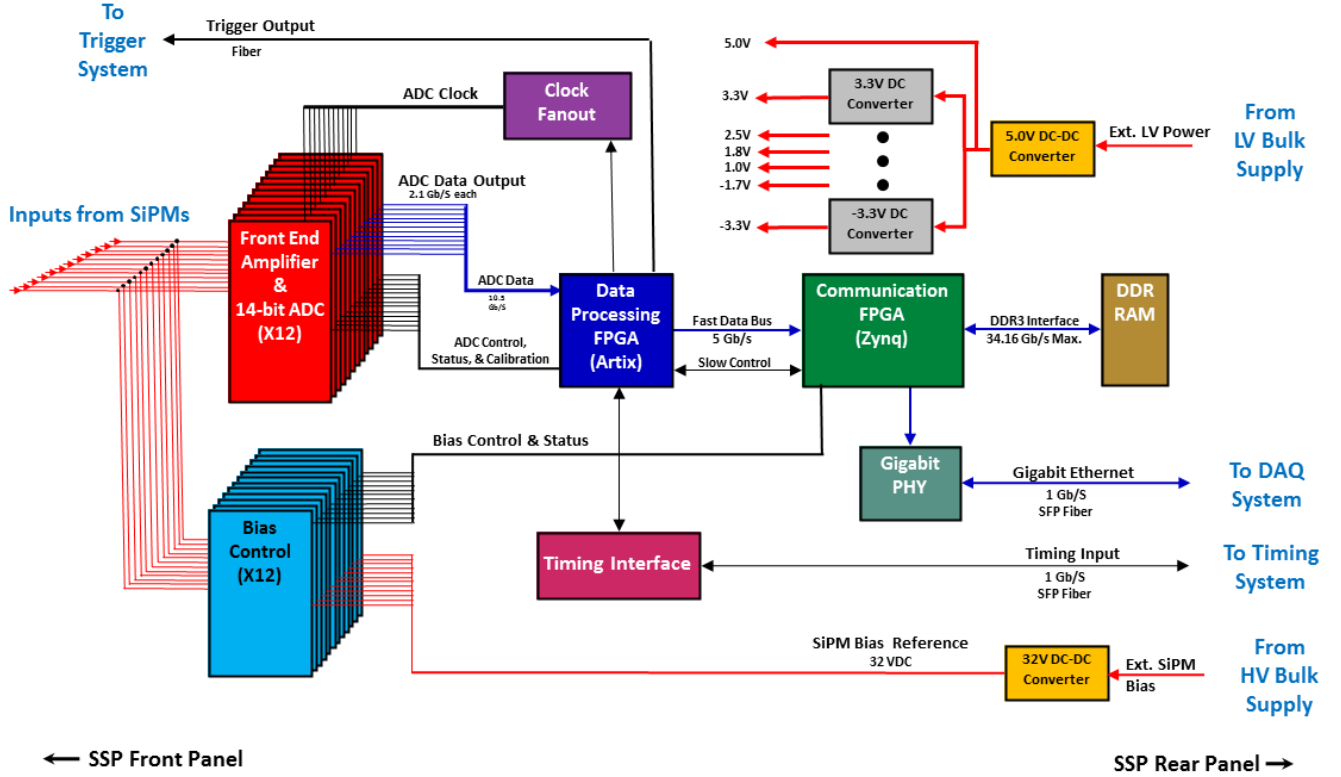 To
Trigger
System
Trigger Output
Fiber
ADC Clock
Clock
Fanout
5.0V
3.3V
2.5V
1.8V
1.0V
-1.7V
-3.3V
3.3V DC
Converter
-3.3V DC
Converter
5.0V DC-DC
Converter
Ext. LV Power
From
LV Bulk
Supply
Inputs from SiPMs
ADC Data Output
2.1 Gb/S each
Front End
Amplifier
&
14-bit ADC
(X12)
ADC Data
10.5
Gb/S
ADC Control,
Status, & Calibration
Data
Processing
FPGA
(Artix)
Fast Data Bus
5 Gb/s
Slow Control
Communication
FPGA
(Zynq)
DDR3 Interface
34.16 Gb/s Max.
DDR
RAM
Bias Control & Status
Gigabit
PHY
Gigabit Ethernet
1 Gb/S
SFP Fiber
To DAQ
System
Bias
Control
(X12)
Timing Interface
Timing Input
1 Gb/S
SFP Fiber
To Timing
System
SiPM Bias Reference
32 VDC
32V DC-DC
Converter
Ext. SiPM
Bias
From
HV Bulk
Supply
SSP Front Panel
SSP Rear Panel